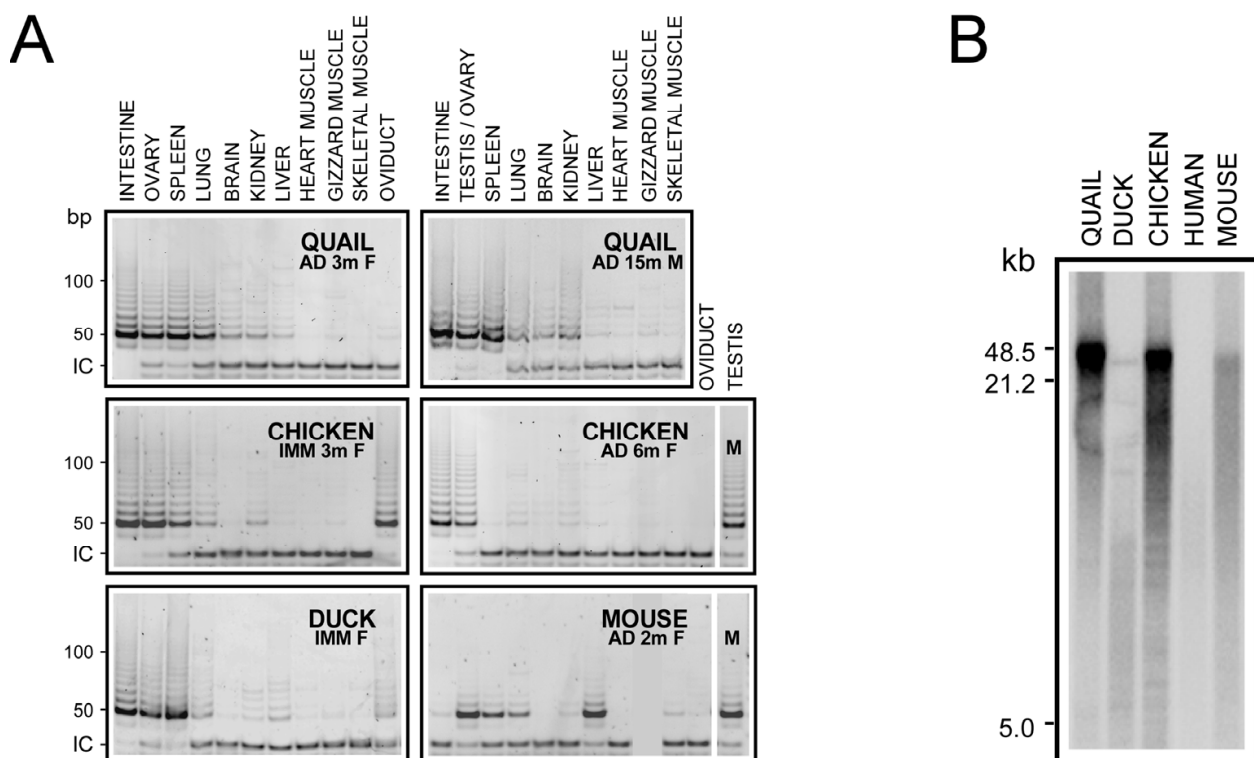 A
B
INTESTINE
OVARY
SPLEEN
LUNG
BRAIN
KIDNEY
LIVER
HEART MUSCLE
GIZZARD MUSCLE
SKELETAL MUSCLE
OVIDUCT
INTESTINE
TESTIS / OVARY
SPLEEN
LUNG
BRAIN
KIDNEY
LIVER
HEART MUSCLE
GIZZARD MUSCLE
SKELETAL MUSCLE
bp
100
50
IC
QUAIL
AD 3m F
QUAIL
AD 15m M
OVIDUCT
TESTIS
100
50
IC
CHICKEN
IMM 3m F
CHICKEN
AD 6m F
M
100
50
IC
DUCK
IMM F
MOUSE
AD 2m F
M
QUAIL
DUCK
CHICKEN
HUMAN
MOUSE
kb
48.5
21.2
5.0